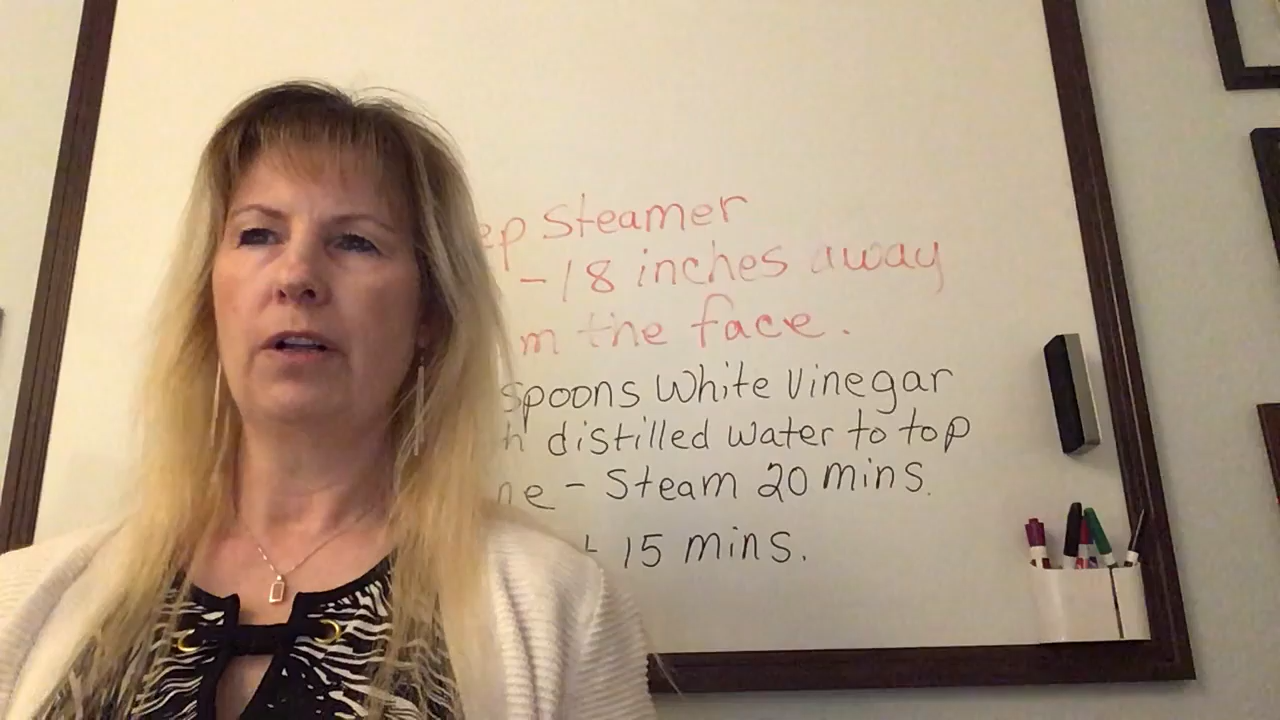 ep Steamer
-18 inches away
m the face.
spoons White Vinegar
h distilled water to top
ne - Steam 20 mins.
15 mins.